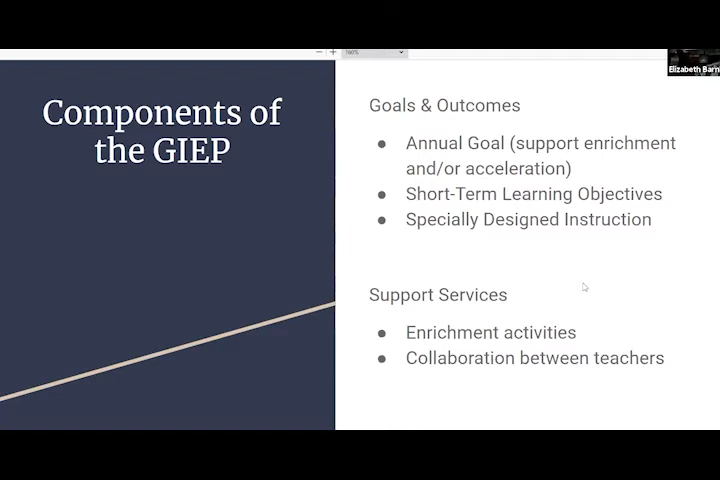 160%
Elizabeth Barn
Components of
the GIEP
Goals & Outcomes
● Annual Goal (support enrichment
and/or acceleration)
● Short-Term Learning Objectives
● Specially Designed Instruction
Support Services
● Enrichment activities
● Collaboration between teachers